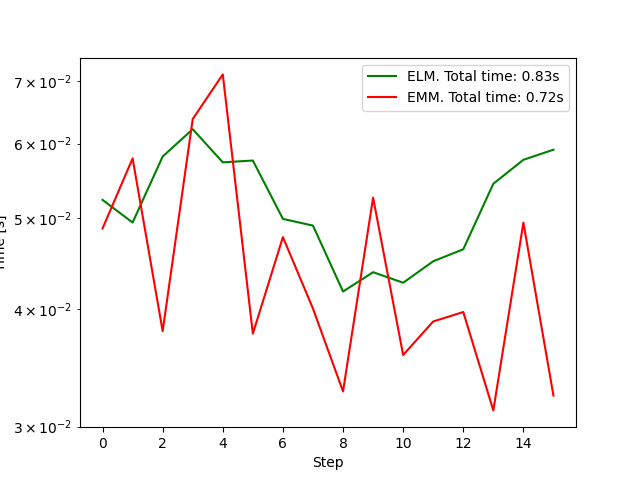 ELM. Total time: 0.83s
EMM. Total time: 0.72s
7 × 10⁻²
6 × 10⁻²
5 × 10⁻²
4 × 10⁻²
3 × 10⁻²
[s]
0 2 4 6 8 10 12 14
Step